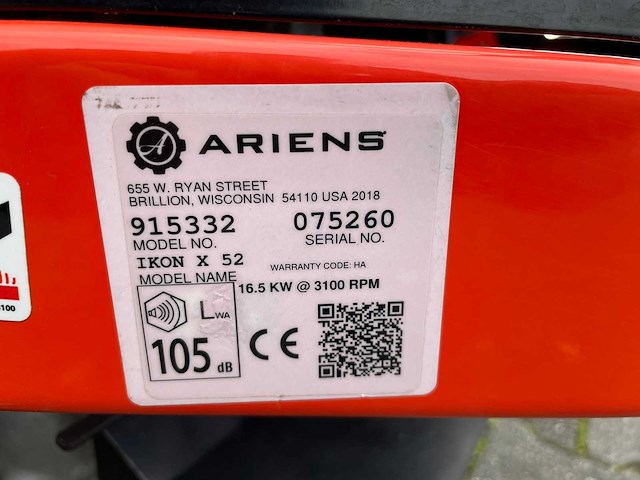 ARIENS
655 W. RYAN STREET
BRILLION, WISCONSIN 54110 USA 2018
915332 075260
MODEL NO. SERIAL NO.
IKON X 52 WARRANTY CODE: HA
MODEL NAME
16.5 KW @ 3100 RPM
LWA
105 dB
CE